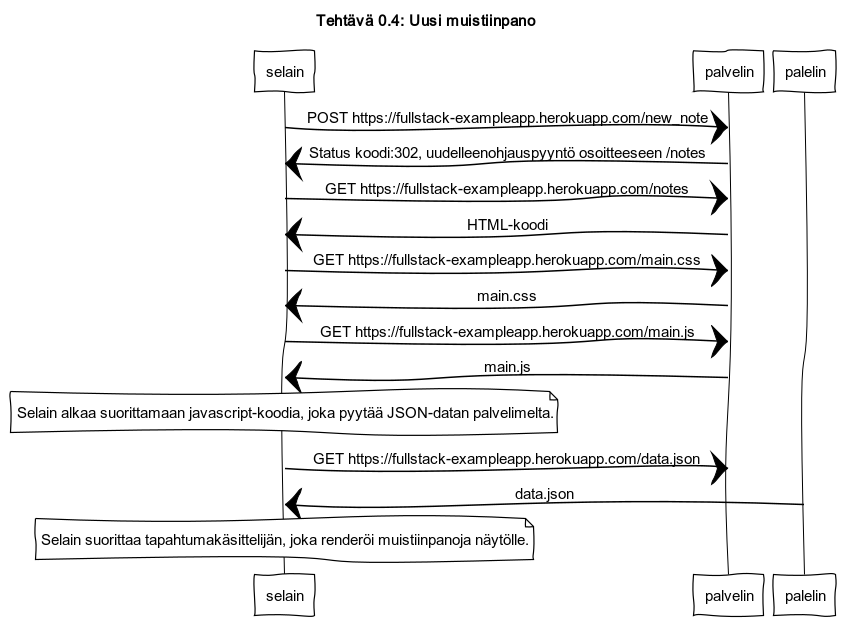 Tehtävä 0.4: Uusi muistiinpano
selain palvelin palelin
POST https://fullstack-exampleapp.herokuapp.com/new_note
Status koodi:302, uudelleenohjauspyyntö osoitteeseen /notes
GET https://fullstack-exampleapp.herokuapp.com/notes
HTML-koodi
GET https://fullstack-exampleapp.herokuapp.com/main.css
main.css
GET https://fullstack-exampleapp.herokuapp.com/main.js
main.js
Selain alkaa suorittamaan javascript-koodia, joka pyytää JSON-datan palvelimelta.
GET https://fullstack-exampleapp.herokuapp.com/data.json
data.json
Selain suorittaa tapahtumakäsittelijän, joka renderöi muistiinpanoja näytölle.
selain palvelin palelin